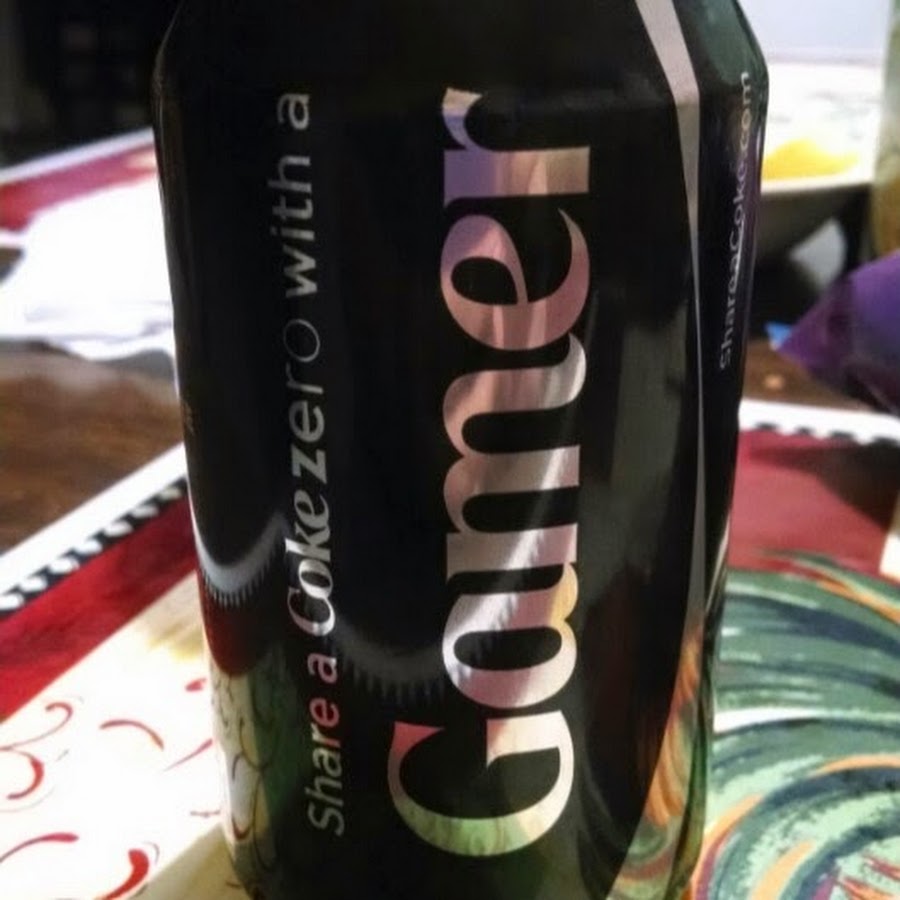 Share a Coke zero with a
Gamer
ShareaCoke.com